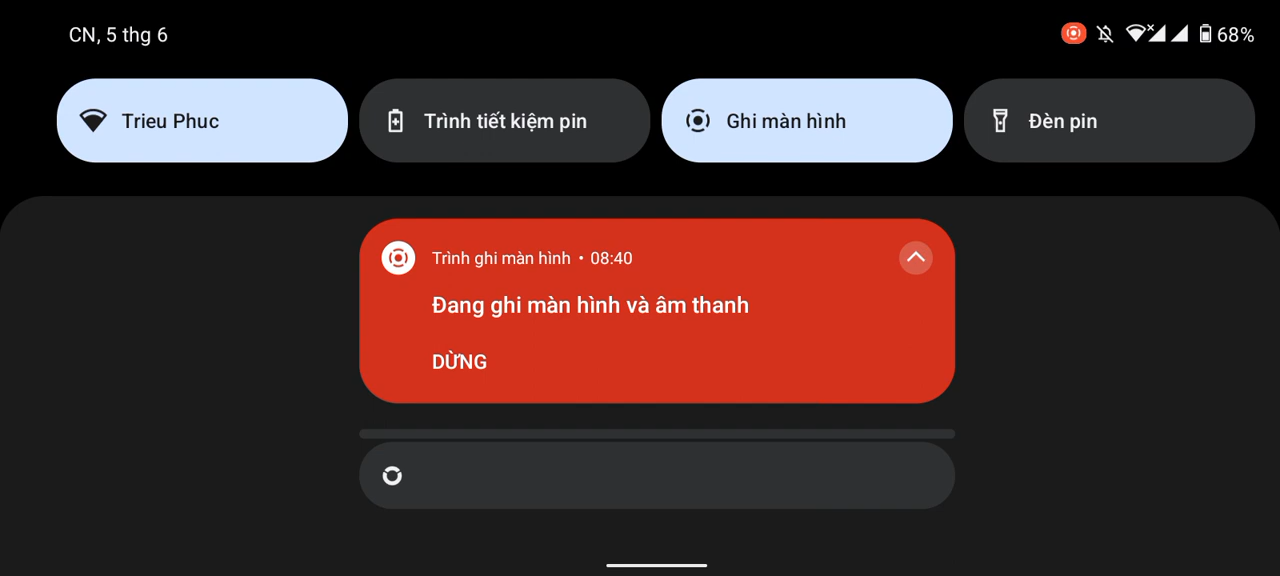 CN, 5 thg 6
68%
Trieu Phuc
Trình tiết kiệm pin
Ghi màn hình
Đèn pin
Trình ghi màn hình • 08:40
Đang ghi màn hình và âm thanh
DỪNG